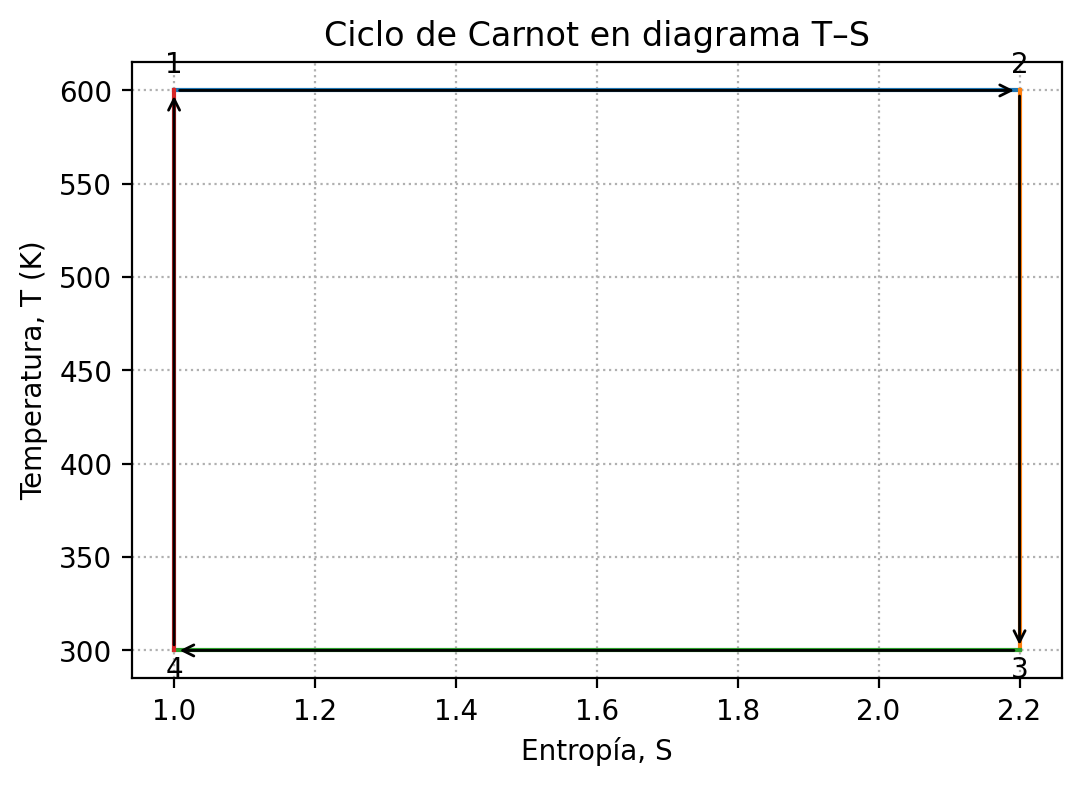 Ciclo de Carnot en diagrama T–S
1
2
600
550
500
450
400
350
300
Temperatura, T (K)
4
3
1.0 1.2 1.4 1.6 1.8 2.0 2.2
Entropía, S